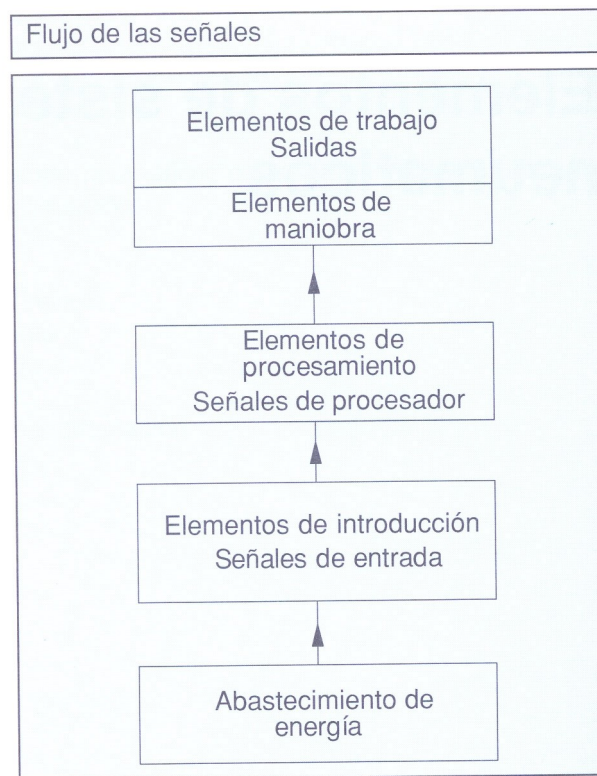 Flujo de las señales
Elementos de trabajo
Salidas
Elementos de
maniobra
Elementos de
procesamiento
Señales de procesador
Elementos de introducción
Señales de entrada
Abastecimiento de
energía